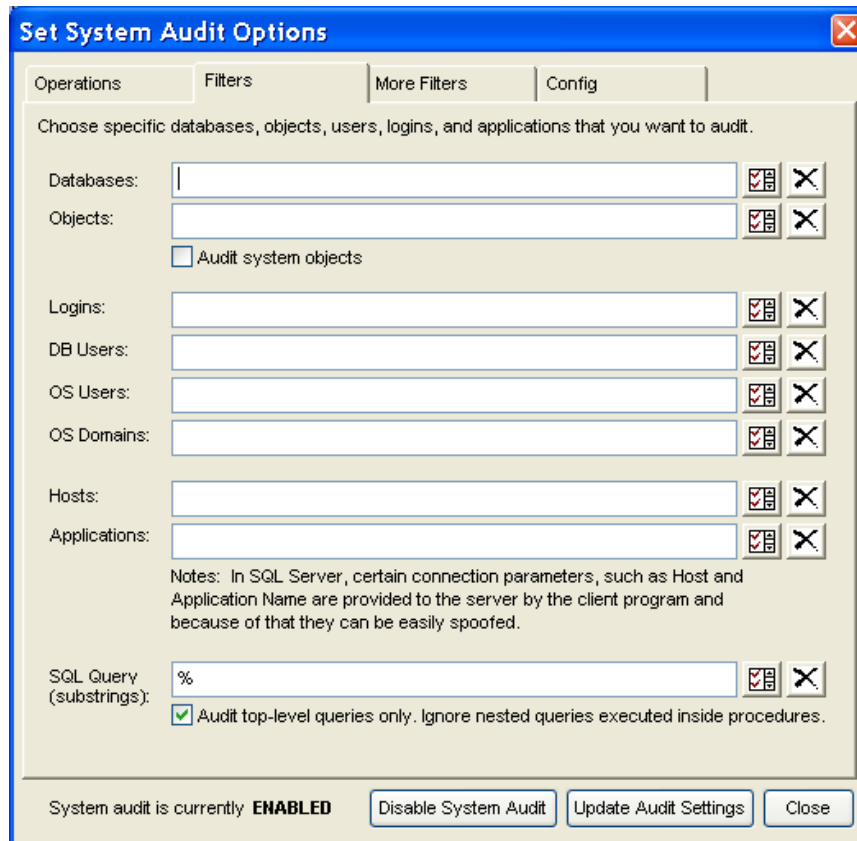 Set System Audit Options
Operations Filters More Filters Config
Choose specific databases, objects, users, logins, and applications that you want to audit.
Databases:
Objects:
Audit system objects
Logins:
DB Users:
OS Users:
OS Domains:
Hosts:
Applications:
Notes: In SQL Server, certain connection parameters, such as Host and
Application Name are provided to the server by the client program and
because of that they can be easily spoofed.
SQL Query %
(substrings):
Audit top-level queries only. Ignore nested queries executed inside procedures.
System audit is currently ENABLED Disable System Audit Update Audit Settings Close